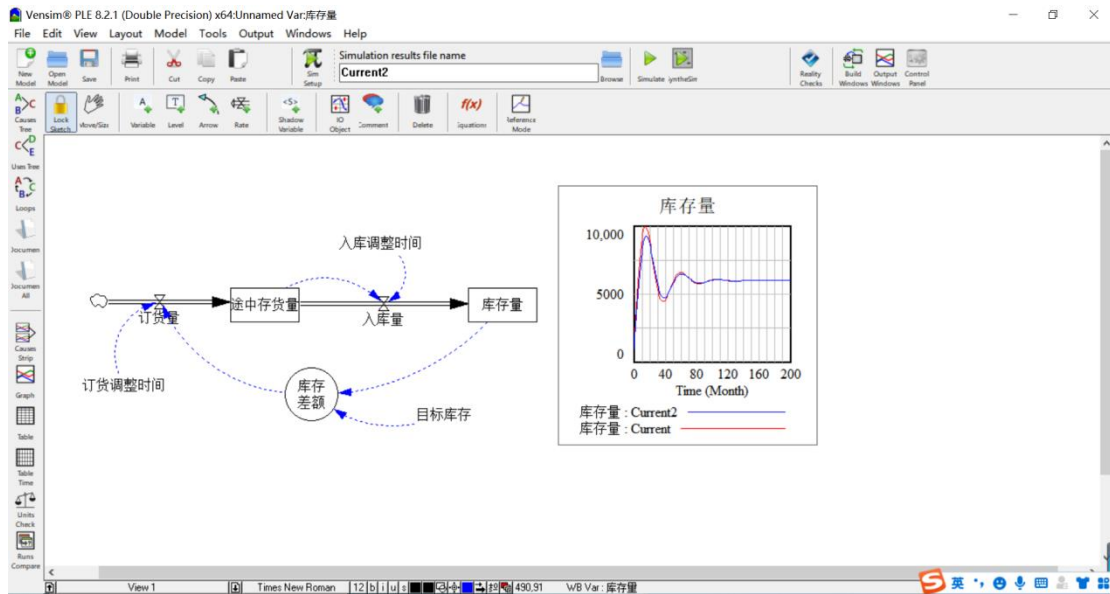 Vensim® PLE 8.2.1 (Double Precision) x64:Unnamed Var:库存量
File Edit View Layout Model Tools Output Windows Help
Simulation results file name
Current2
New Model
Open Model
Save
Print
Cut
Copy
Paste
Sim Setup
Browse
Simulate
SyntheSim
Reality Checks
Build Windows
Output Windows
Control Panel
Causes Tree
Lock Sketch
Move/Siz
Variable
Level
Arrow
Rate
<S>
Shadow Variable
IO Object
Comment
Delete
f(x)
Equations
Reference Mode
Uses Tree
Loops
Documen
Documen All
Causes Strip
Graph
Table
Table Time
Units Check
Runs Compare
入库调整时间
途中存货量
库存量
订货量
入库量
订货调整时间
库存
差额
目标库存
库存量
10,000
5000
0
0 40 80 120 160 200
Time (Month)
库存量 : Current2
库存量 : Current
View 1
Times New Roman
12 b i u s
490,91
WB Var : 库存量
英